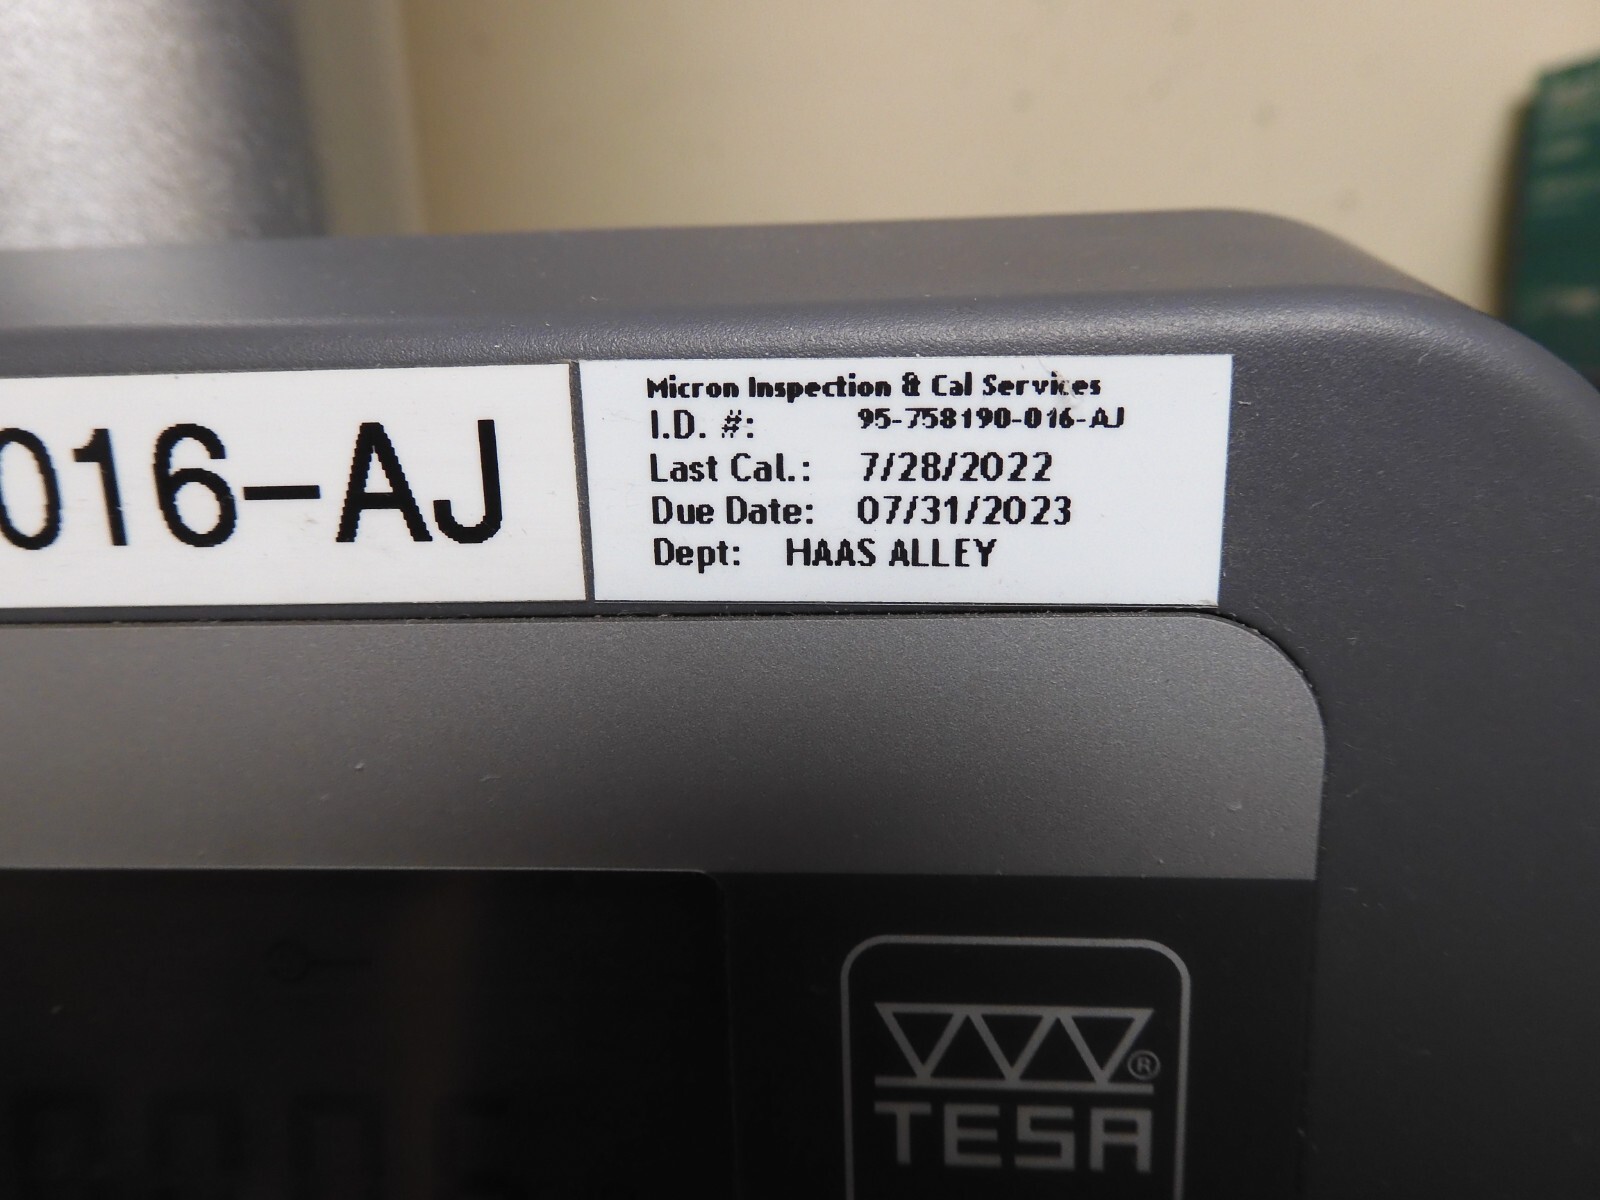 016-AJ
Micron Inspection & Cal Services
I.D. #: 95-758190-016-AJ
Last Cal.: 7/28/2022
Due Date: 07/31/2023
Dept: HAAS ALLEY
®
TESA